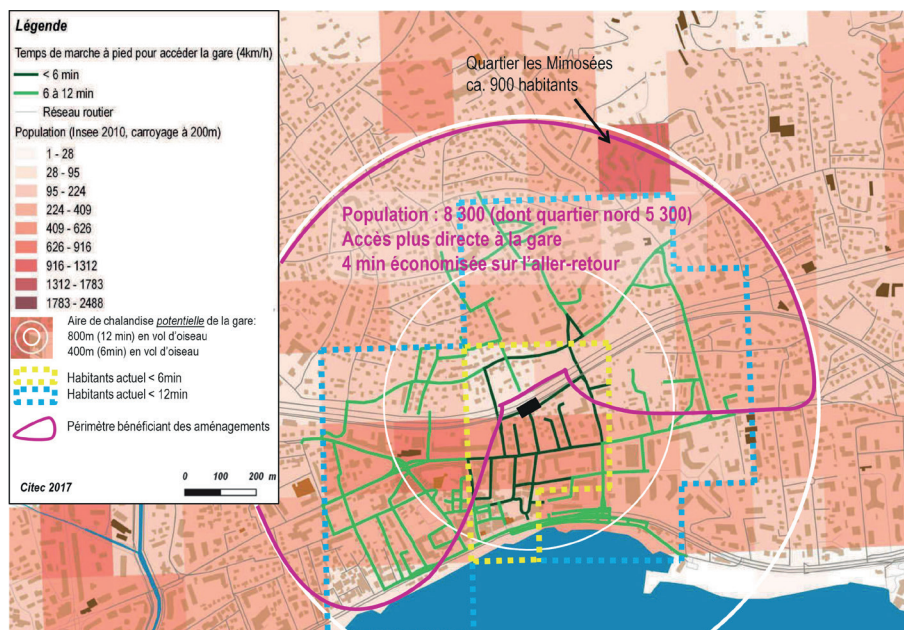 Légende
Temps de marche à pied pour accéder la gare (4km/h)
< 6 min
6 à 12 min
Réseau routier
Population (Insee 2010, carroyage à 200m)
1 - 28
28 - 95
95 - 224
224 - 409
409 - 626
626 - 916
916 - 1312
1312 - 1783
1783 - 2488
Aire de chalandise potentielle de la gare:
800m (12 min) en vol d'oiseau
400m (6min) en vol d'oiseau
Habitants actuel < 6min
Habitants actuel < 12min
Périmètre bénéficiant des aménagements
Citec 2017
0 100 200 m
Quartier les Mimosées
ca. 900 habitants
Population : 8 300 (dont quartier nord 5 300)
Accès plus directe à la gare
4 min économisée sur l'aller-retour